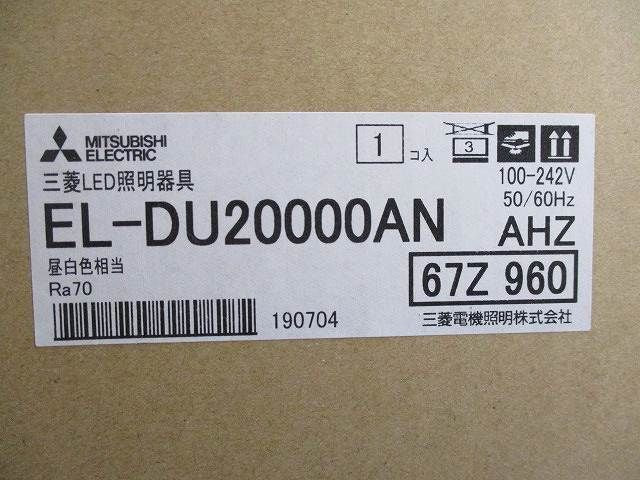 MITSUBISHI
ELECTRIC
1 コ入
3
三菱LED照明器具
100-242V
50/60Hz
EL-DU20000AN AHZ
昼白色相当
Ra70
67Z 960
190704
三菱電機照明株式会社